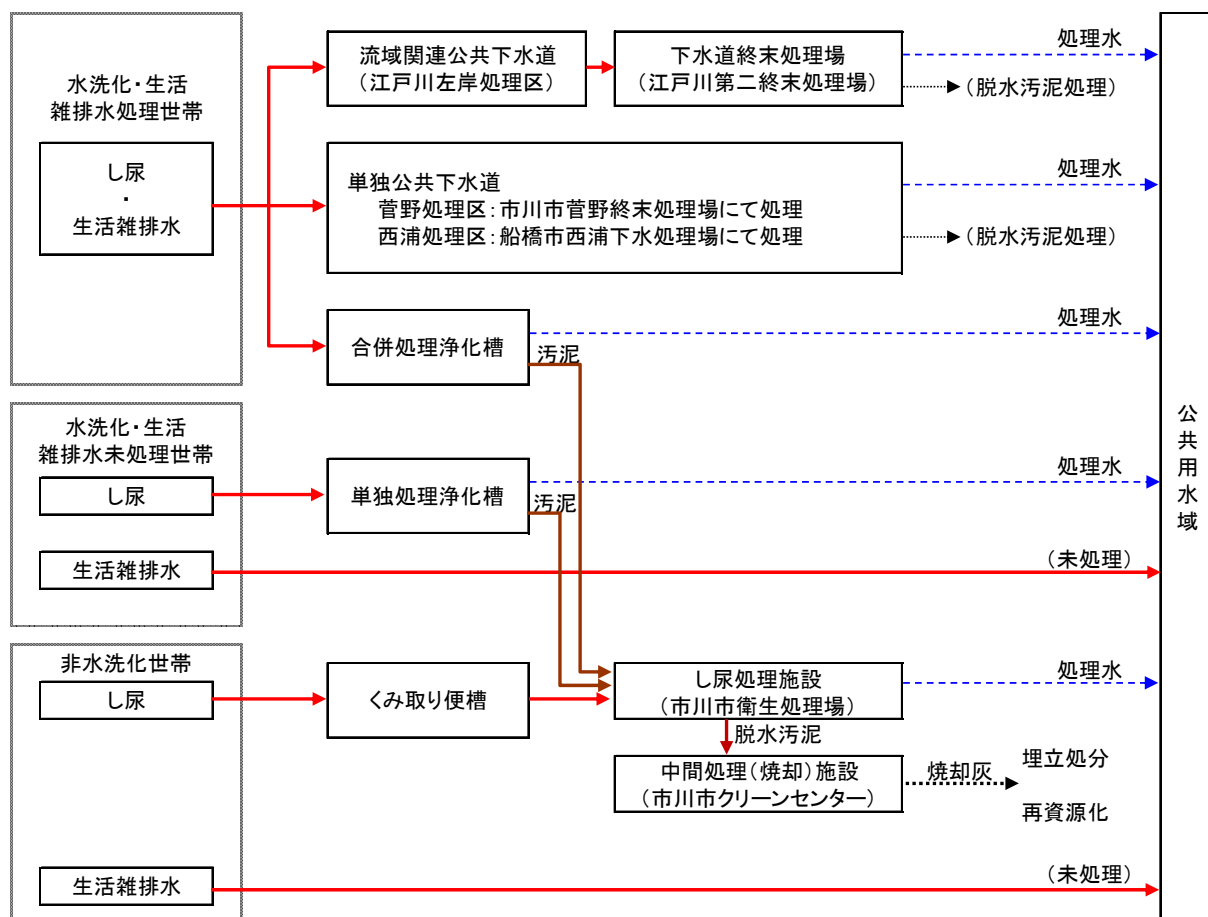 水洗化・生活
雑排水処理世帯
し尿
・
生活雑排水
流域関連公共下水道
（江戸川左岸処理区）
下水道終末処理場
（江戸川第二終末処理場）
処理水
（脱水汚泥処理）
単独公共下水道
菅野処理区：市川市菅野終末処理場にて処理
西浦処理区：船橋市西浦下水処理場にて処理
処理水
（脱水汚泥処理）
合併処理浄化槽
汚泥
処理水
水洗化・生活
雑排水未処理世帯
し尿
単独処理浄化槽
汚泥
処理水
生活雑排水
（未処理）
非水洗化世帯
し尿
くみ取り便槽
し尿処理施設
（市川市衛生処理場）
処理水
脱水汚泥
中間処理（焼却）施設
（市川市クリーンセンター）
焼却灰
埋立処分
再資源化
生活雑排水
（未処理）
公共用水域